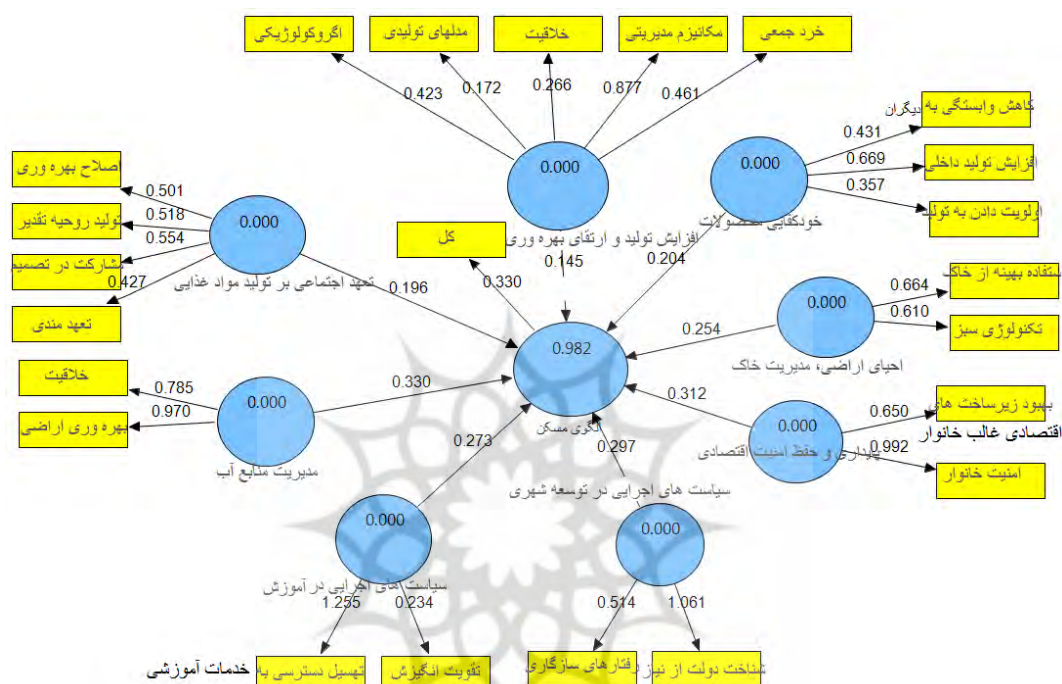 اگروکولوژیکی
مدلهای تولیدی
خلاقیت
مکانیزم مدیریتی
خرد جمعی
0.423
0.172
0.266
0.877
0.461
0.000
افزایش تولید و ارتقای بهره وری
0.145
کاهش وابستگی به دیگران
افزایش تولید داخلی
اولویت دادن به تولید
0.431
0.669
0.357
0.000
خودکفایی محصولات
0.204
اصلاح بهره وری
تولید روحیه تقدیر
مشارکت در تصمیم
تعهد مندی
0.501
0.518
0.554
0.427
0.000
تعهد اجتماعی بر تولید مواد غذایی
0.196
کل
0.330
0.982
الگوی مسکن
ستفاده بهینه از خاک
تکنولوژی سبز
0.664
0.610
0.000
احیای اراضی، مدیریت خاک
0.254
خلاقیت
بهره وری اراضی
0.785
0.970
0.000
مدیریت منابع آب
0.330
بهبود زیرساخت های
اقتصادی غالب خانوار
امنیت خانوار
0.650
0.992
0.000
پایداری و حفظ امنیت اقتصادی
0.312
0.273
0.297
سیاست های اجرایی در توسعه شهری
0.000
0.000
سیاست های اجرایی در آموزش
1.255
0.234
0.514
1.061
تهسیل دسترسی به خدمات آموزشی
تقویت انگیزش
فتارهای سازگاری
شناخت دولت از نیاز